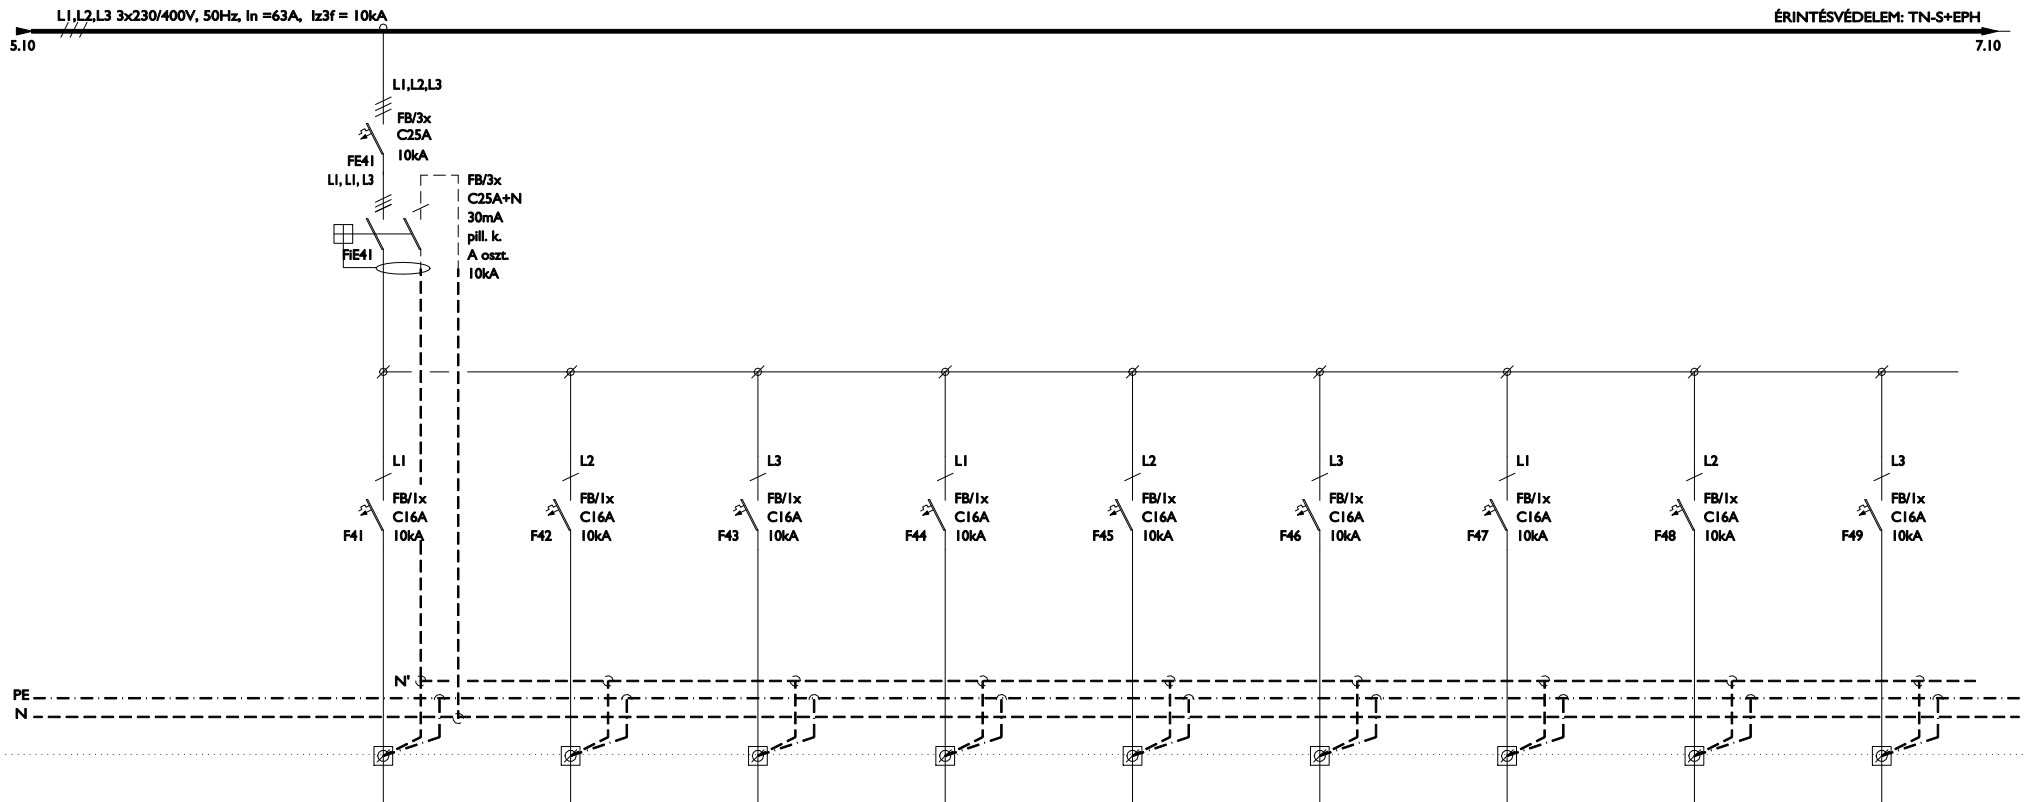 L1,L2,L3 3x230/400V, 50Hz, In =63A, Iz3f = 10kA
ÉRINTÉSVÉDELEM: TN-S+EPH
5.10
7.10
L1,L2,L3
FB/3x
C25A
10kA
FE41
L1, L1, L3
FB/3x
C25A+N
30mA
pill. k.
A oszt.
10kA
FiE41
L1
FB/1x
C16A
10kA
F41
L2
FB/1x
C16A
10kA
F42
L3
FB/1x
C16A
10kA
F43
L1
FB/1x
C16A
10kA
F44
L2
FB/1x
C16A
10kA
F45
L3
FB/1x
C16A
10kA
F46
L1
FB/1x
C16A
10kA
F47
L2
FB/1x
C16A
10kA
F48
L3
FB/1x
C16A
10kA
F49
N'
PE
N